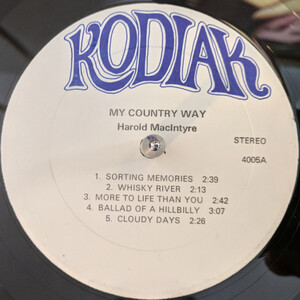 KODIAK
MY COUNTRY WAY
Harold MacIntyre
STEREO
4005A
1. SORTING MEMORIES 2:39
2. WHISKY RIVER 2:13
3. MORE TO LIFE THAN YOU 2:42
4. BALLAD OF A HILLBILLY 3:07
5. CLOUDY DAYS 2:26